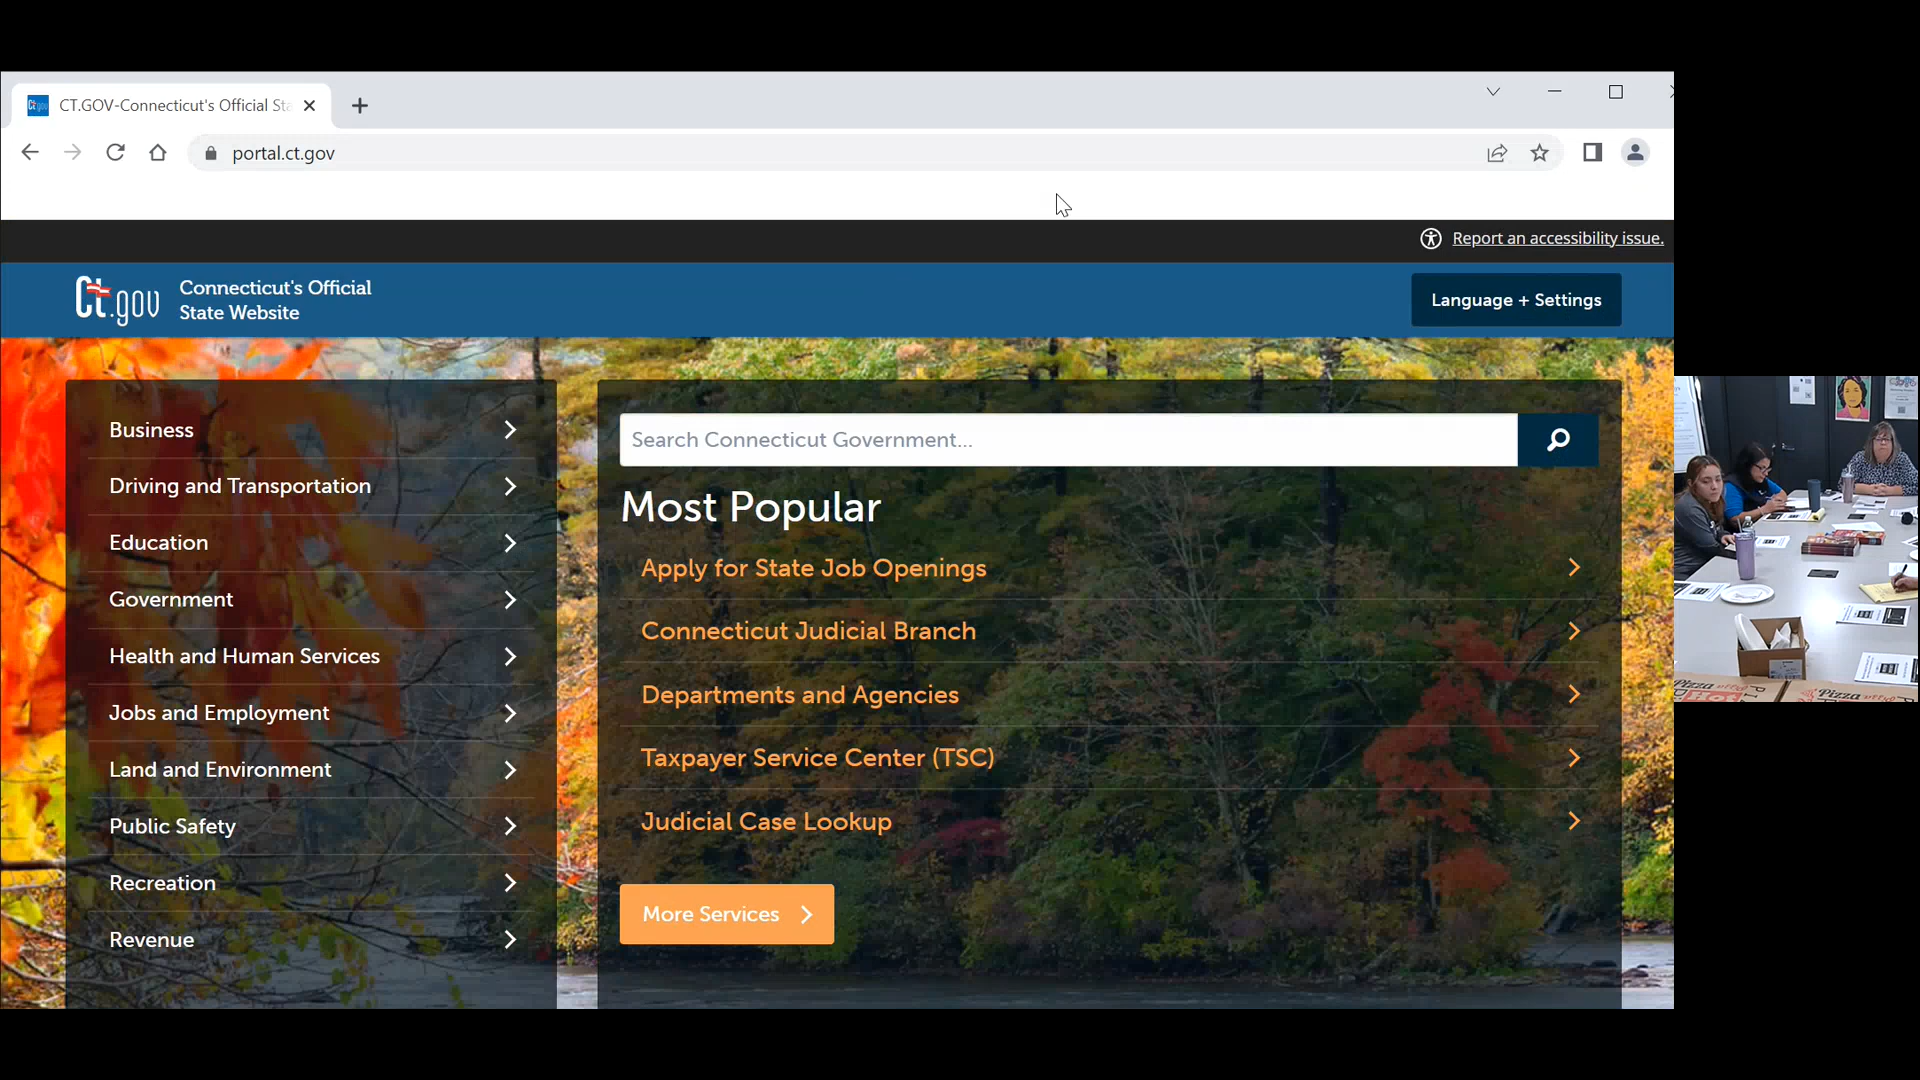 CT.GOV-Connecticut's Official Sta
portal.ct.gov
Report an accessibility issue.
Ct.gov
Connecticut's Official
State Website
Language + Settings
Business
Driving and Transportation
Education
Government
Health and Human Services
Jobs and Employment
Land and Environment
Public Safety
Recreation
Revenue
Search Connecticut Government...
Most Popular
Apply for State Job Openings
Connecticut Judicial Branch
Departments and Agencies
Taxpayer Service Center (TSC)
Judicial Case Lookup
More Services
Pizza
Pizza